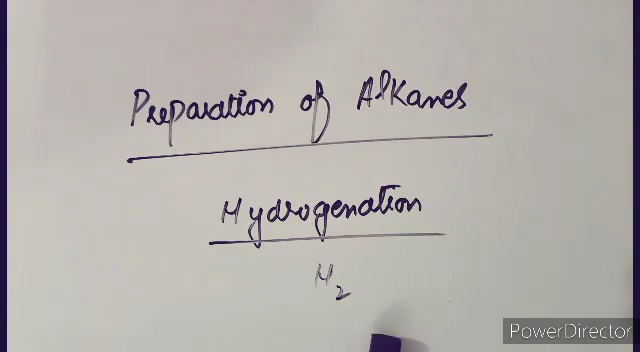 Preparation of Alkanes
Hydrogenation
H2
PowerDirector